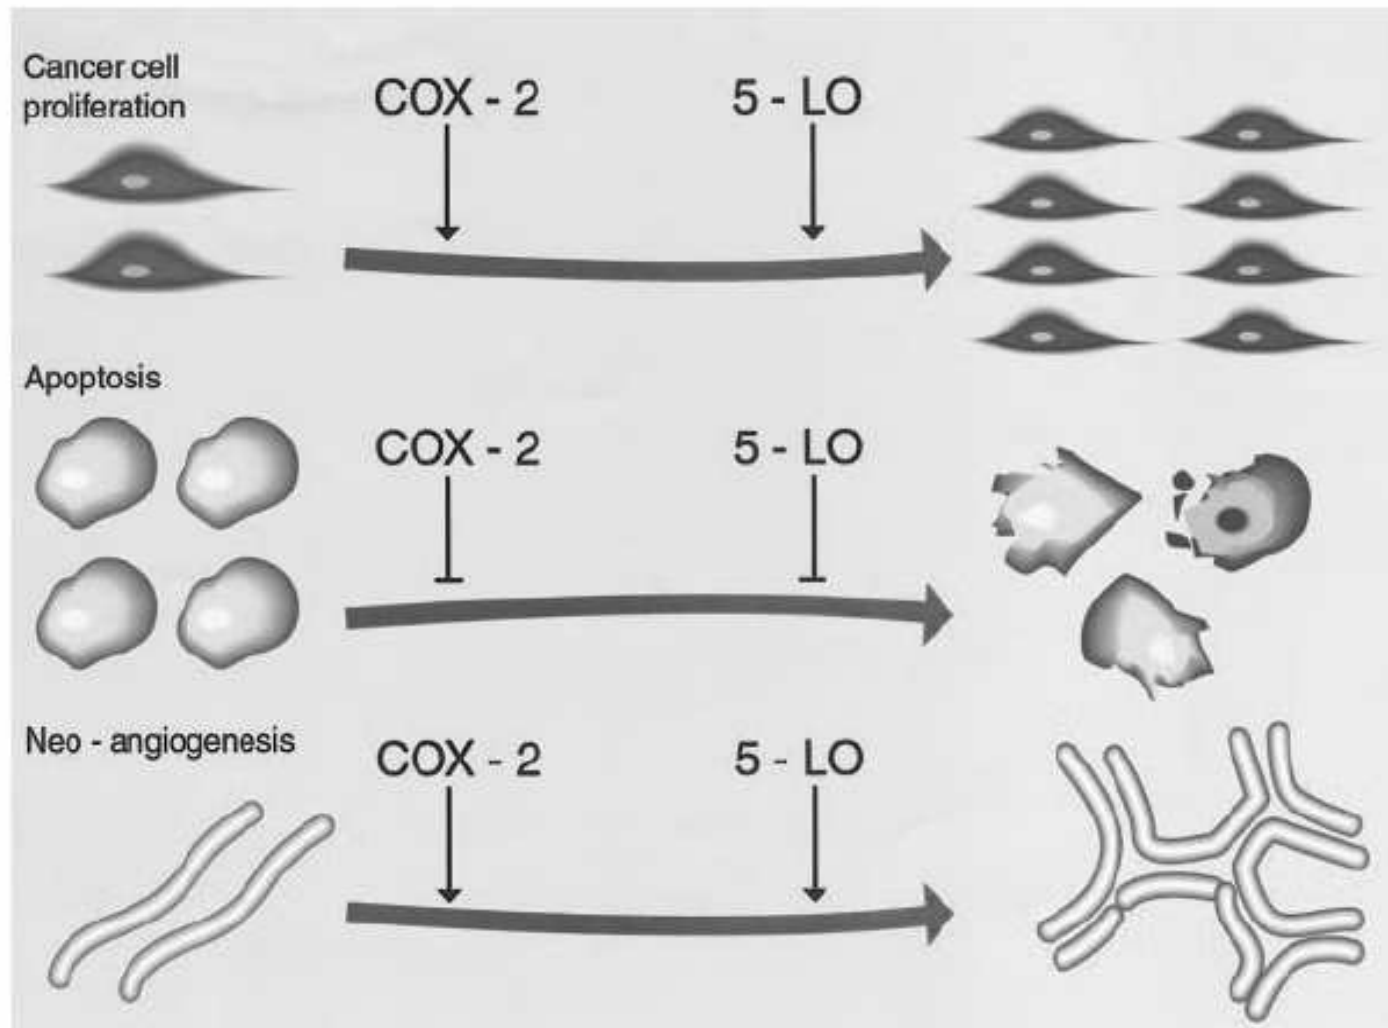 Cancer cell
proliferation
COX - 2
5 - LO
Apoptosis
COX - 2
5 - LO
Neo - angiogenesis
COX - 2
5 - LO